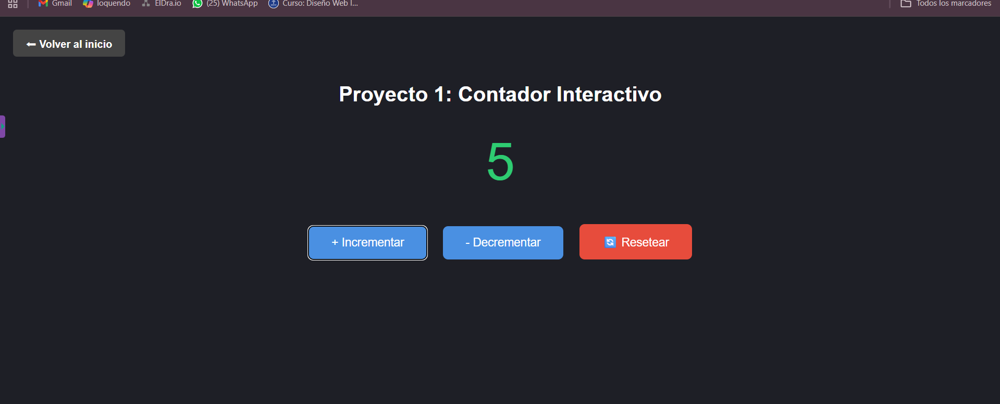 Gmail
loquendo
ElDra.io
(25) WhatsApp
Curso: Diseño Web I...
Todos los marcadores
⬅ Volver al inicio
Proyecto 1: Contador Interactivo
5
+ Incrementar
- Decrementar
🔄 Resetear